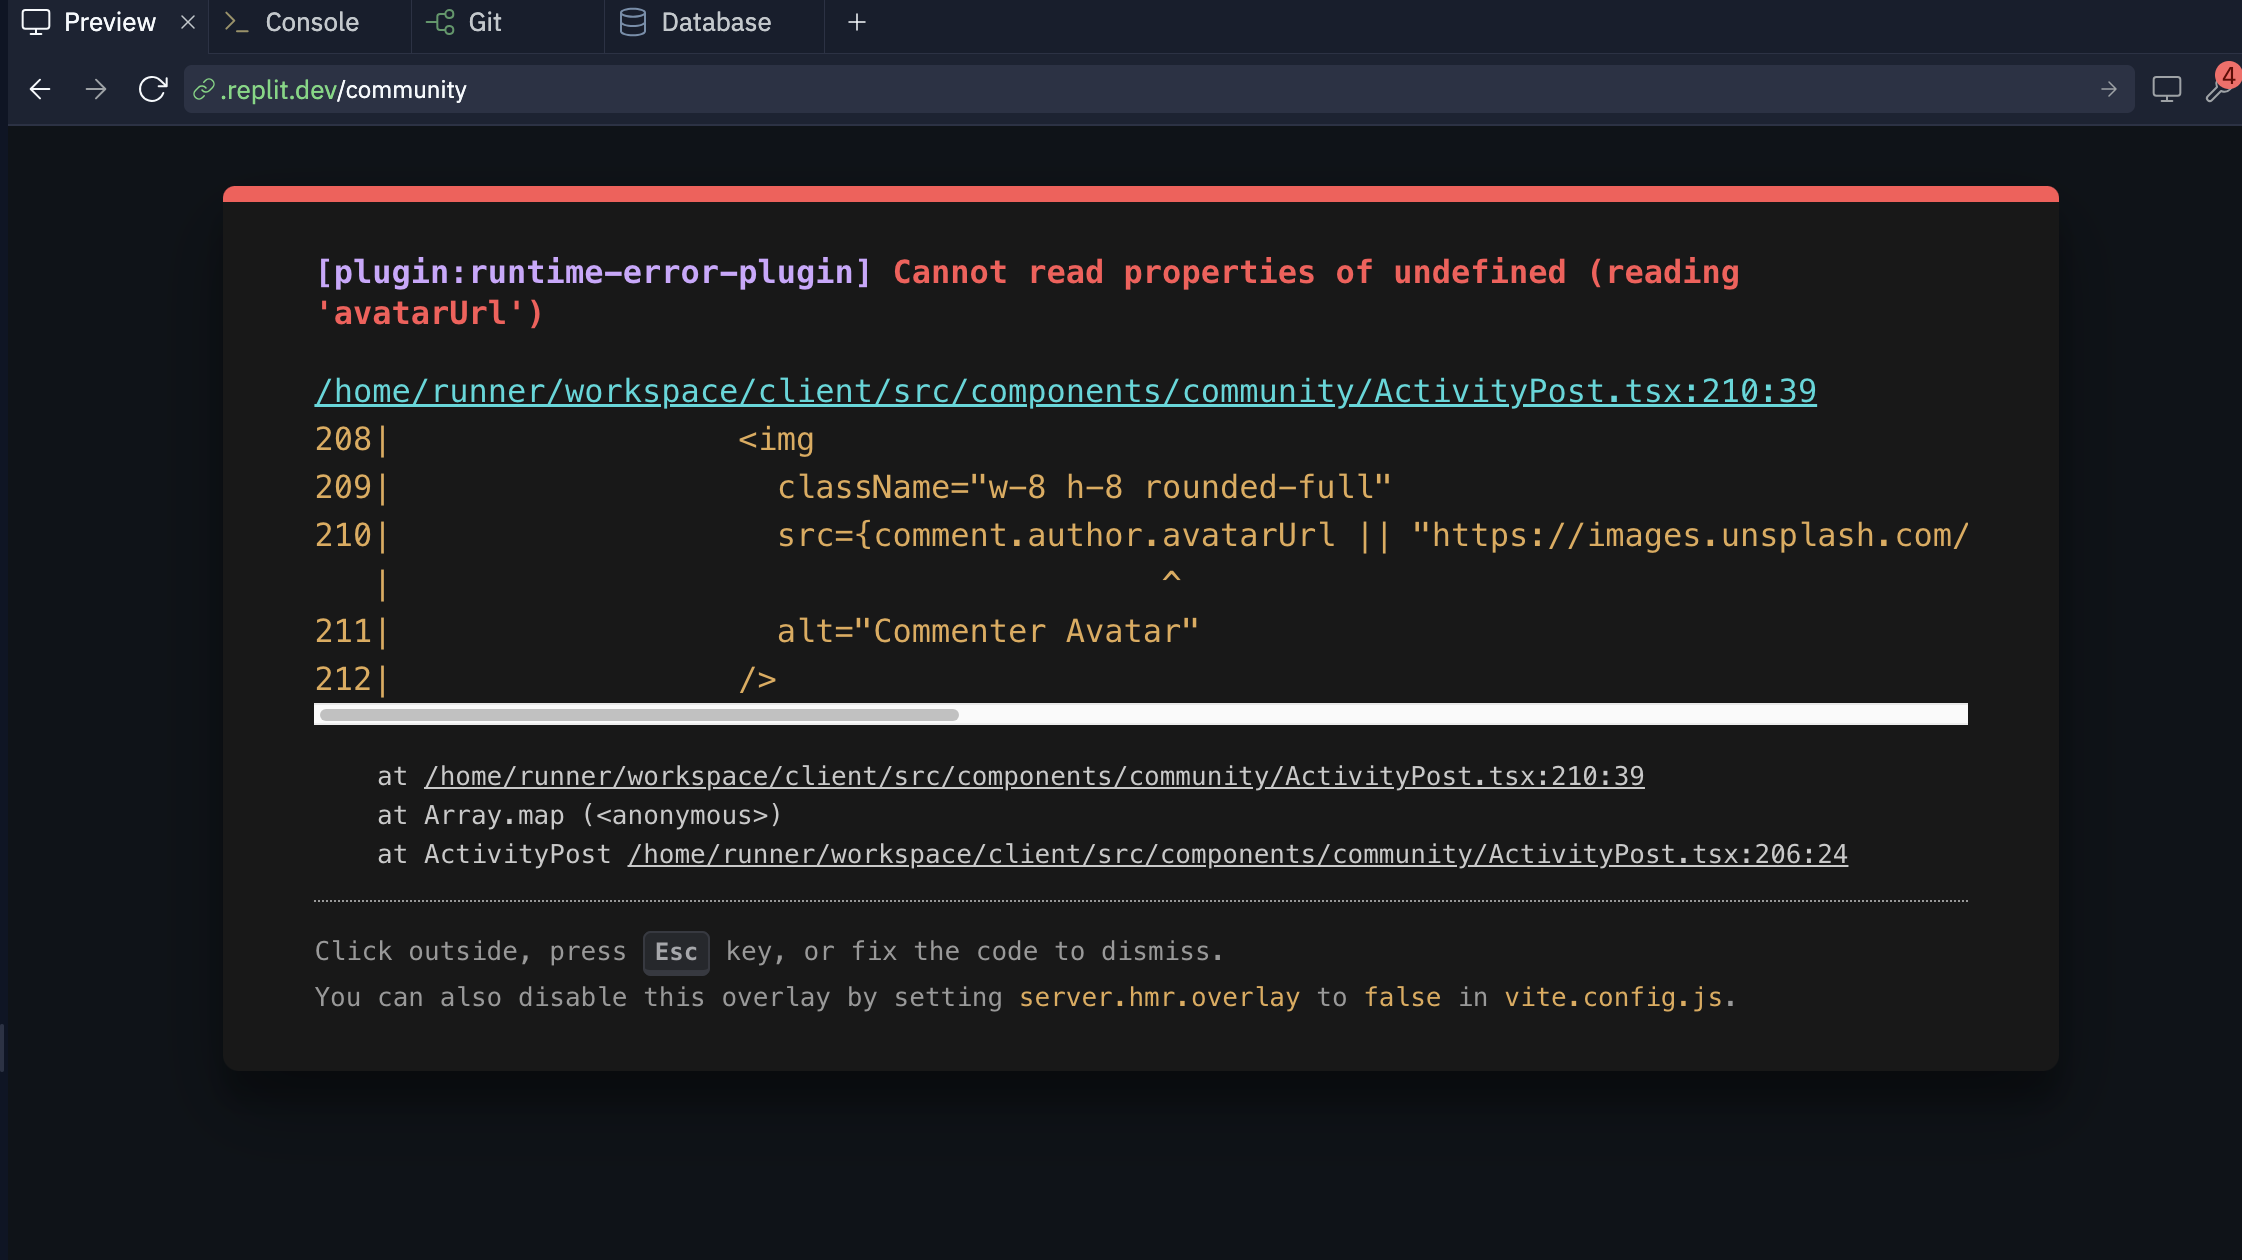 Preview
Console
Git
Database
.replit.dev/community
4
[plugin:runtime-error-plugin] Cannot read properties of undefined (reading
'avatarUrl')
/home/runner/workspace/client/src/components/community/ActivityPost.tsx:210:39
208|                  <img
209|                    className="w-8 h-8 rounded-full"
210|                    src={comment.author.avatarUrl || "https://images.unsplash.com/
   |                                        ^
211|                    alt="Commenter Avatar"
212|                  />
at /home/runner/workspace/client/src/components/community/ActivityPost.tsx:210:39
at Array.map (<anonymous>)
at ActivityPost /home/runner/workspace/client/src/components/community/ActivityPost.tsx:206:24
Click outside, press Esc key, or fix the code to dismiss.
You can also disable this overlay by setting server.hmr.overlay to false in vite.config.js.